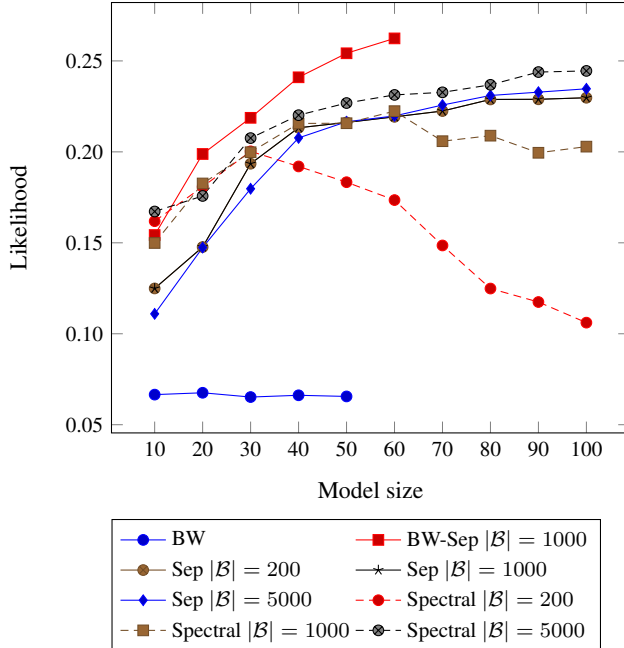 0.25
0.20
0.15
0.10
0.05
Likelihood
10 20 30 40 50 60 70 80 90 100
Model size
BW BW-Sep |ℬ| = 1000
Sep |ℬ| = 200 Sep |ℬ| = 1000
Sep |ℬ| = 5000 Spectral |ℬ| = 200
Spectral |ℬ| = 1000 Spectral |ℬ| = 5000